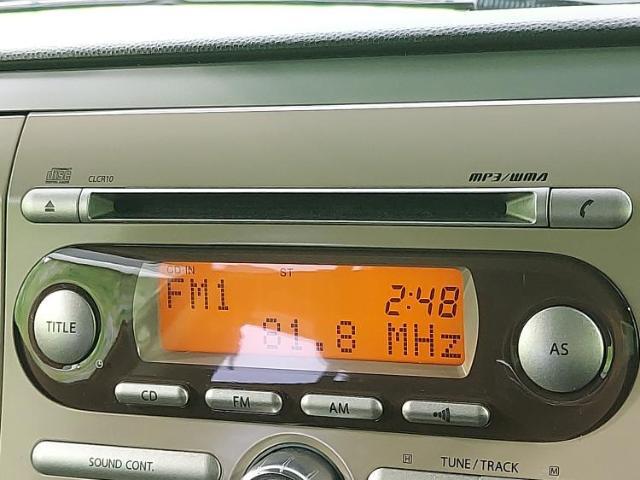 disc CLCR10 MP3/WMA
CD IN ST
FM1 2:48
81.8 MHz
TITLE AS
CD FM AM
SOUND CONT. H TUNE/TRACK M